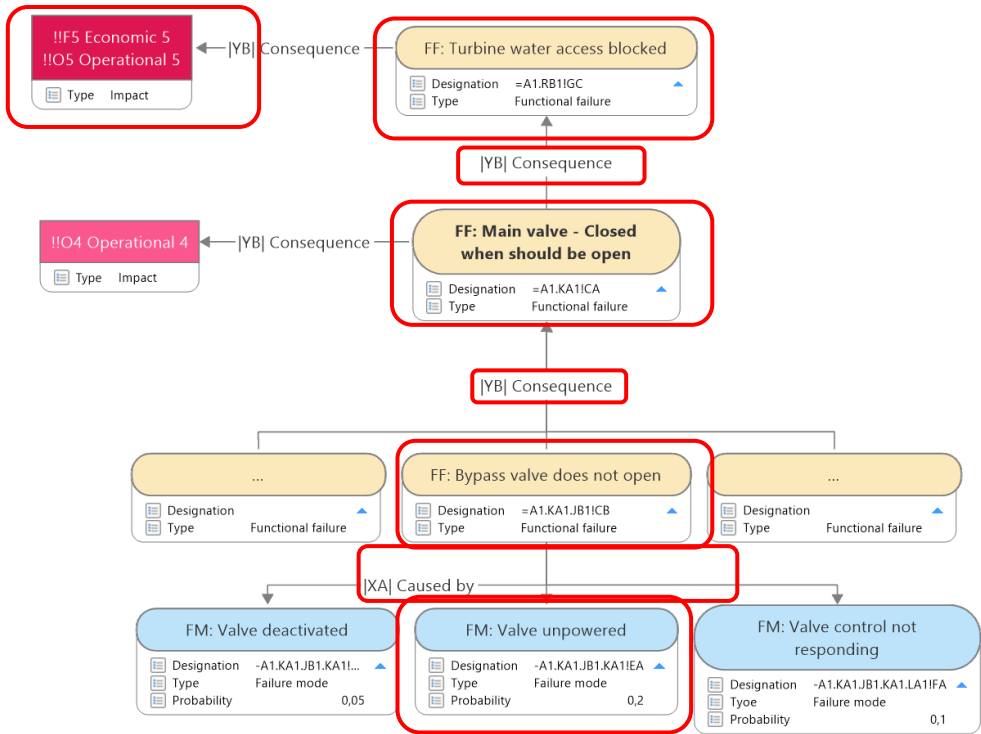 !!F5 Economic 5
!!O5 Operational 5
Type Impact
|YB| Consequence
FF: Turbine water access blocked
Designation =A1.RB1!GC
Type Functional failure
|YB| Consequence
!!O4 Operational 4
Type Impact
|YB| Consequence
FF: Main valve - Closed
when should be open
Designation =A1.KA1!CA
Type Functional failure
|YB| Consequence
...
Designation
Type Functional failure
FF: Bypass valve does not open
Designation =A1.KA1.JB1!CB
Type Functional failure
...
Designation
Type Functional failure
|XA| Caused by
FM: Valve deactivated
Designation -A1.KA1.JB1.KA1!...
Type Failure mode
Probability 0,05
FM: Valve unpowered
Designation -A1.KA1.JB1.KA1!EA
Type Failure mode
Probability 0,2
FM: Valve control not
responding
Designation -A1.KA1.JB1.KA1.LA1!FA
Tyoe Failure mode
Probability 0,1